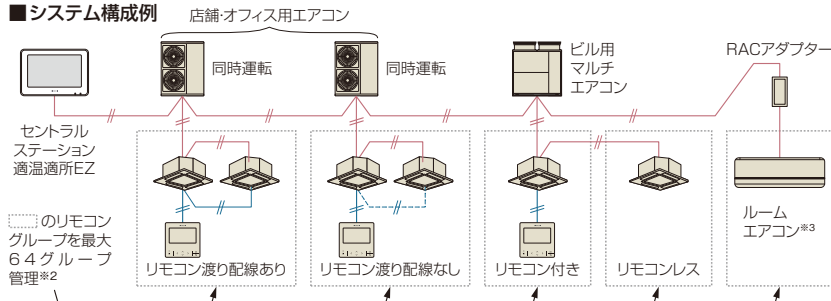 ■システム構成例
店舗・オフィス用エアコン
同時運転
同時運転
ビル用
マルチ
エアコン
RACアダプター
セントラル
ステーション
適温適所EZ
のリモコン
グループを最大
64グループ
管理※2
リモコン渡り配線あり
リモコン渡り配線なし
リモコン付き
リモコンレス
ルーム
エアコン※3